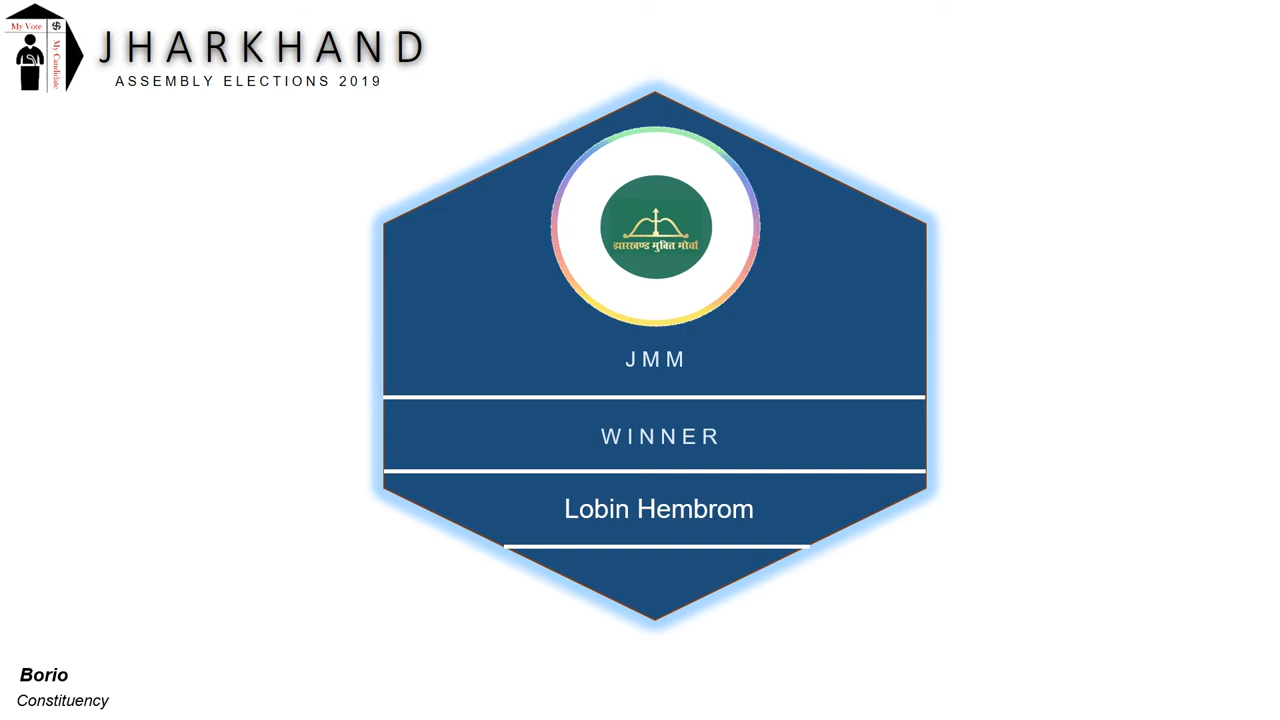 My Vote
My Candidate
JHARKHAND
ASSEMBLY ELECTIONS 2019
झारखण्ड मुक्ति मोर्चा
JMM
WINNER
Lobin Hembrom
Borio
Constituency